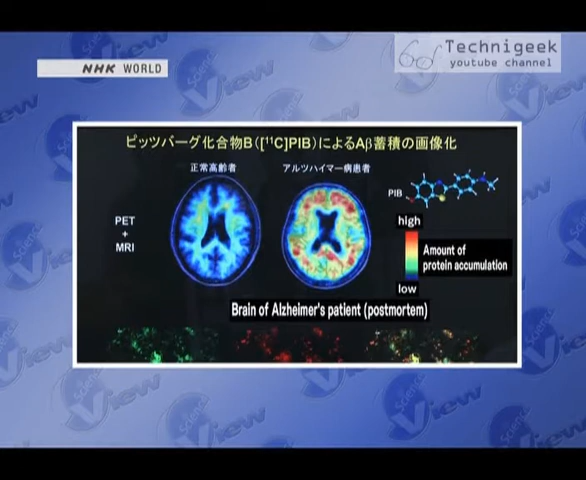 Technigeek
youtube channel
NHK WORLD
Science View
ピッツバーグ化合物B([¹¹C]PIB)によるAβ蓄積の画像化
正常高齢者
アルツハイマー病患者
PIB
PET
+
MRI
high
Amount of
protein accumulation
low
Brain of Alzheimer's patient (postmortem)